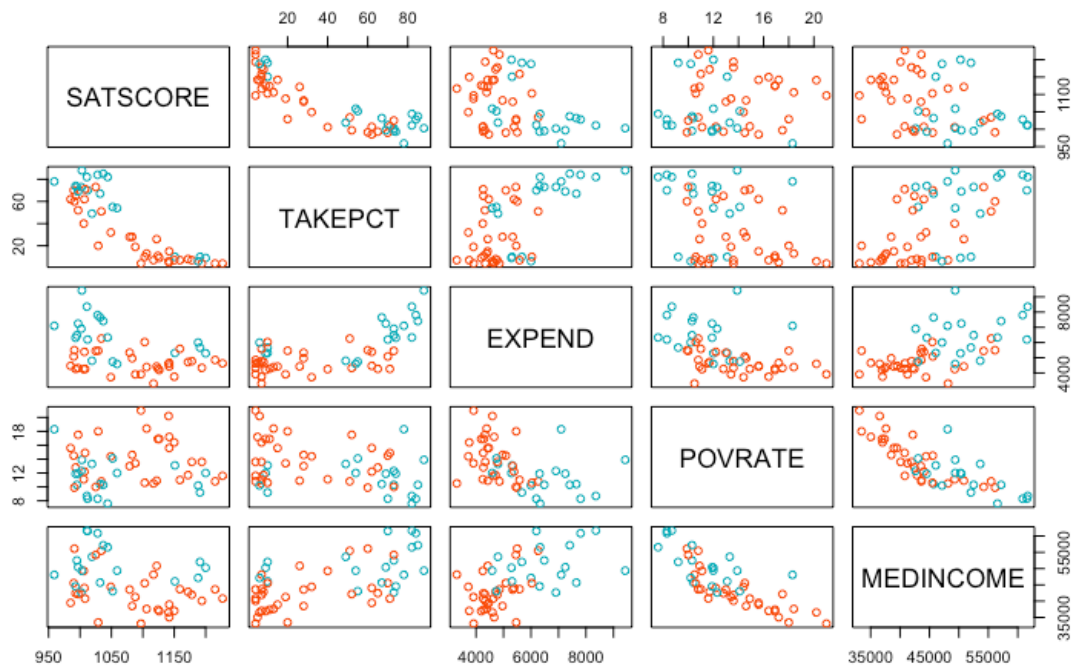 20 40 60 80
8 12 16 20
SATSCORE
950 1100
20 60
TAKEPCT
EXPEND
4000 8000
8 12 18
POVRATE
MEDINCOME
35000 55000
950 1050 1150
4000 6000 8000
35000 45000 55000